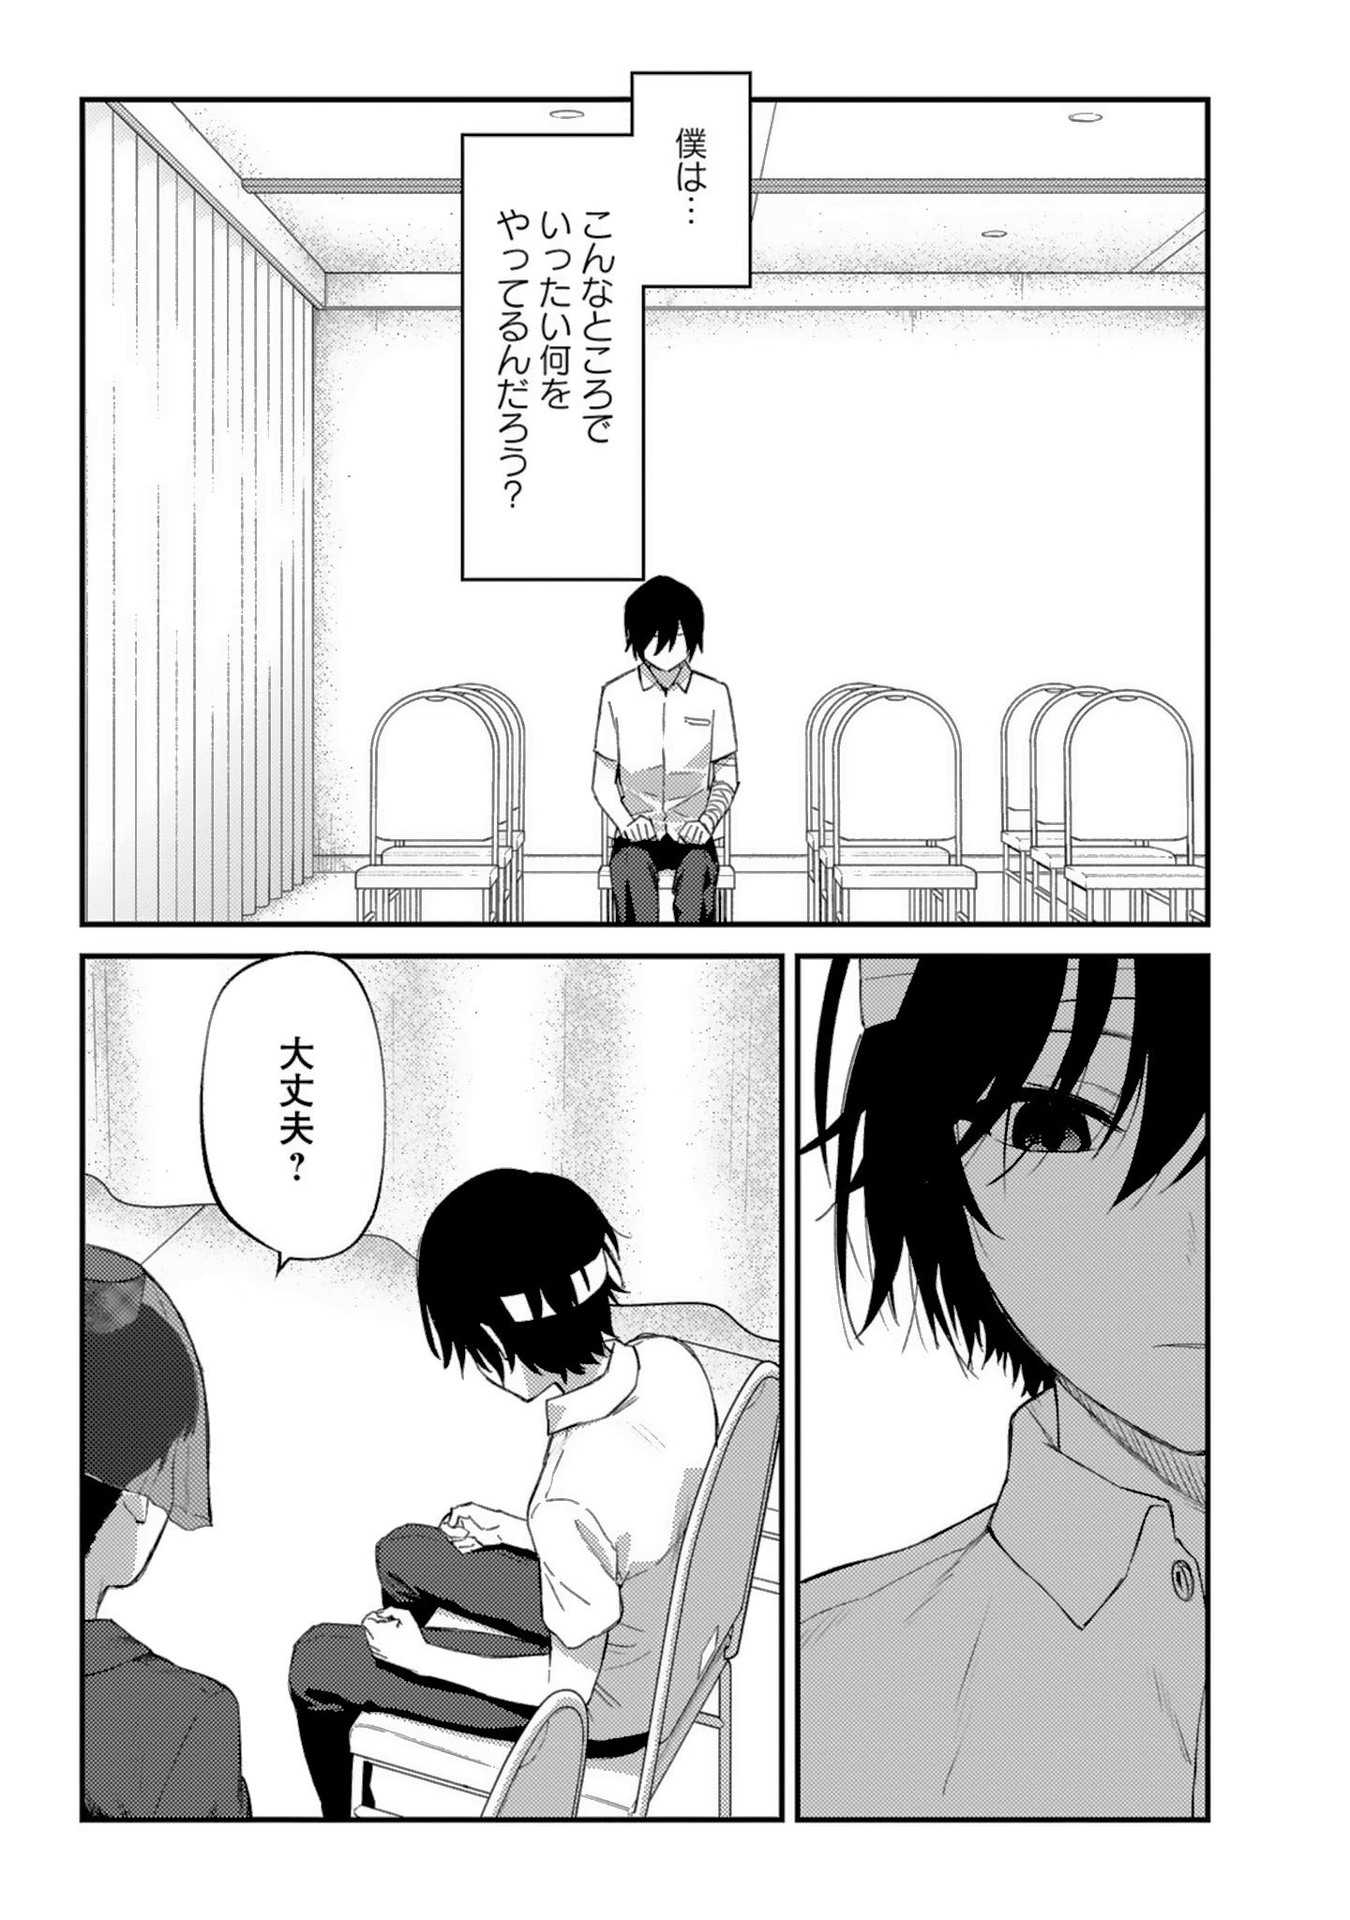 僕は…
こんなところで
いったい何を
やってるんだろう?
大丈夫?